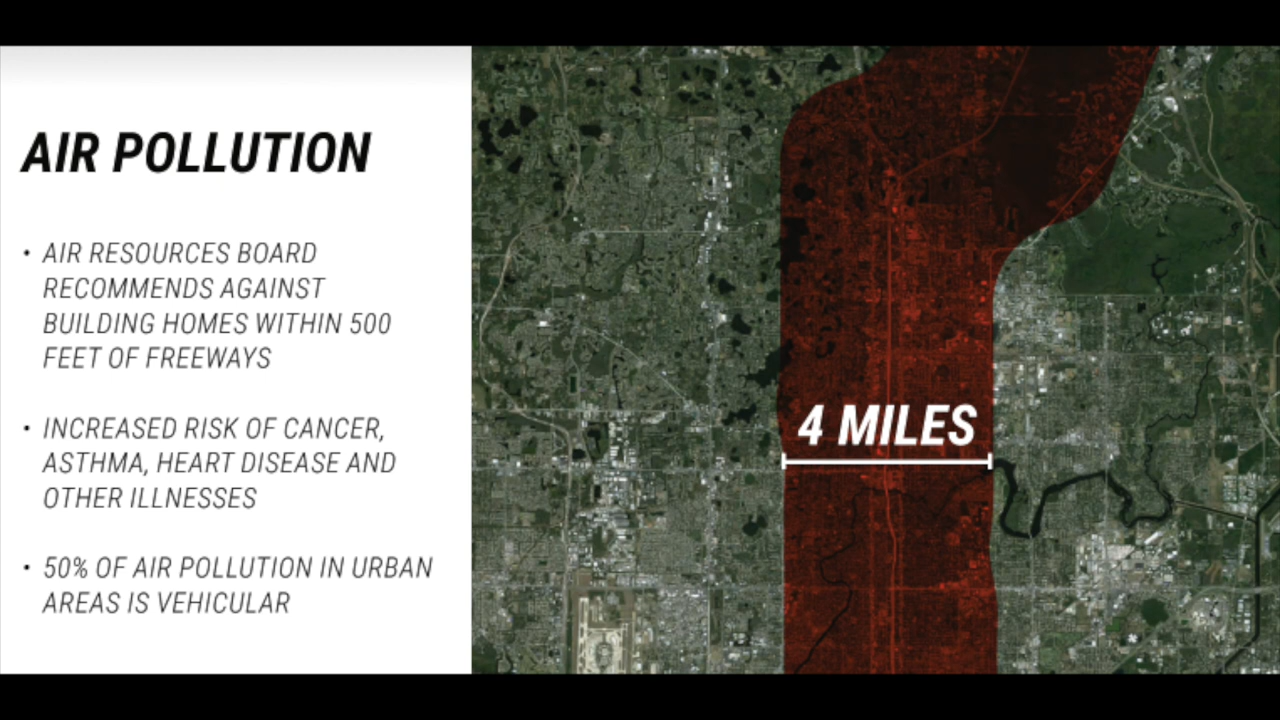 AIR POLLUTION
• AIR RESOURCES BOARD
RECOMMENDS AGAINST
BUILDING HOMES WITHIN 500
FEET OF FREEWAYS
• INCREASED RISK OF CANCER,
ASTHMA, HEART DISEASE AND
OTHER ILLNESSES
• 50% OF AIR POLLUTION IN URBAN
AREAS IS VEHICULAR
4 MILES